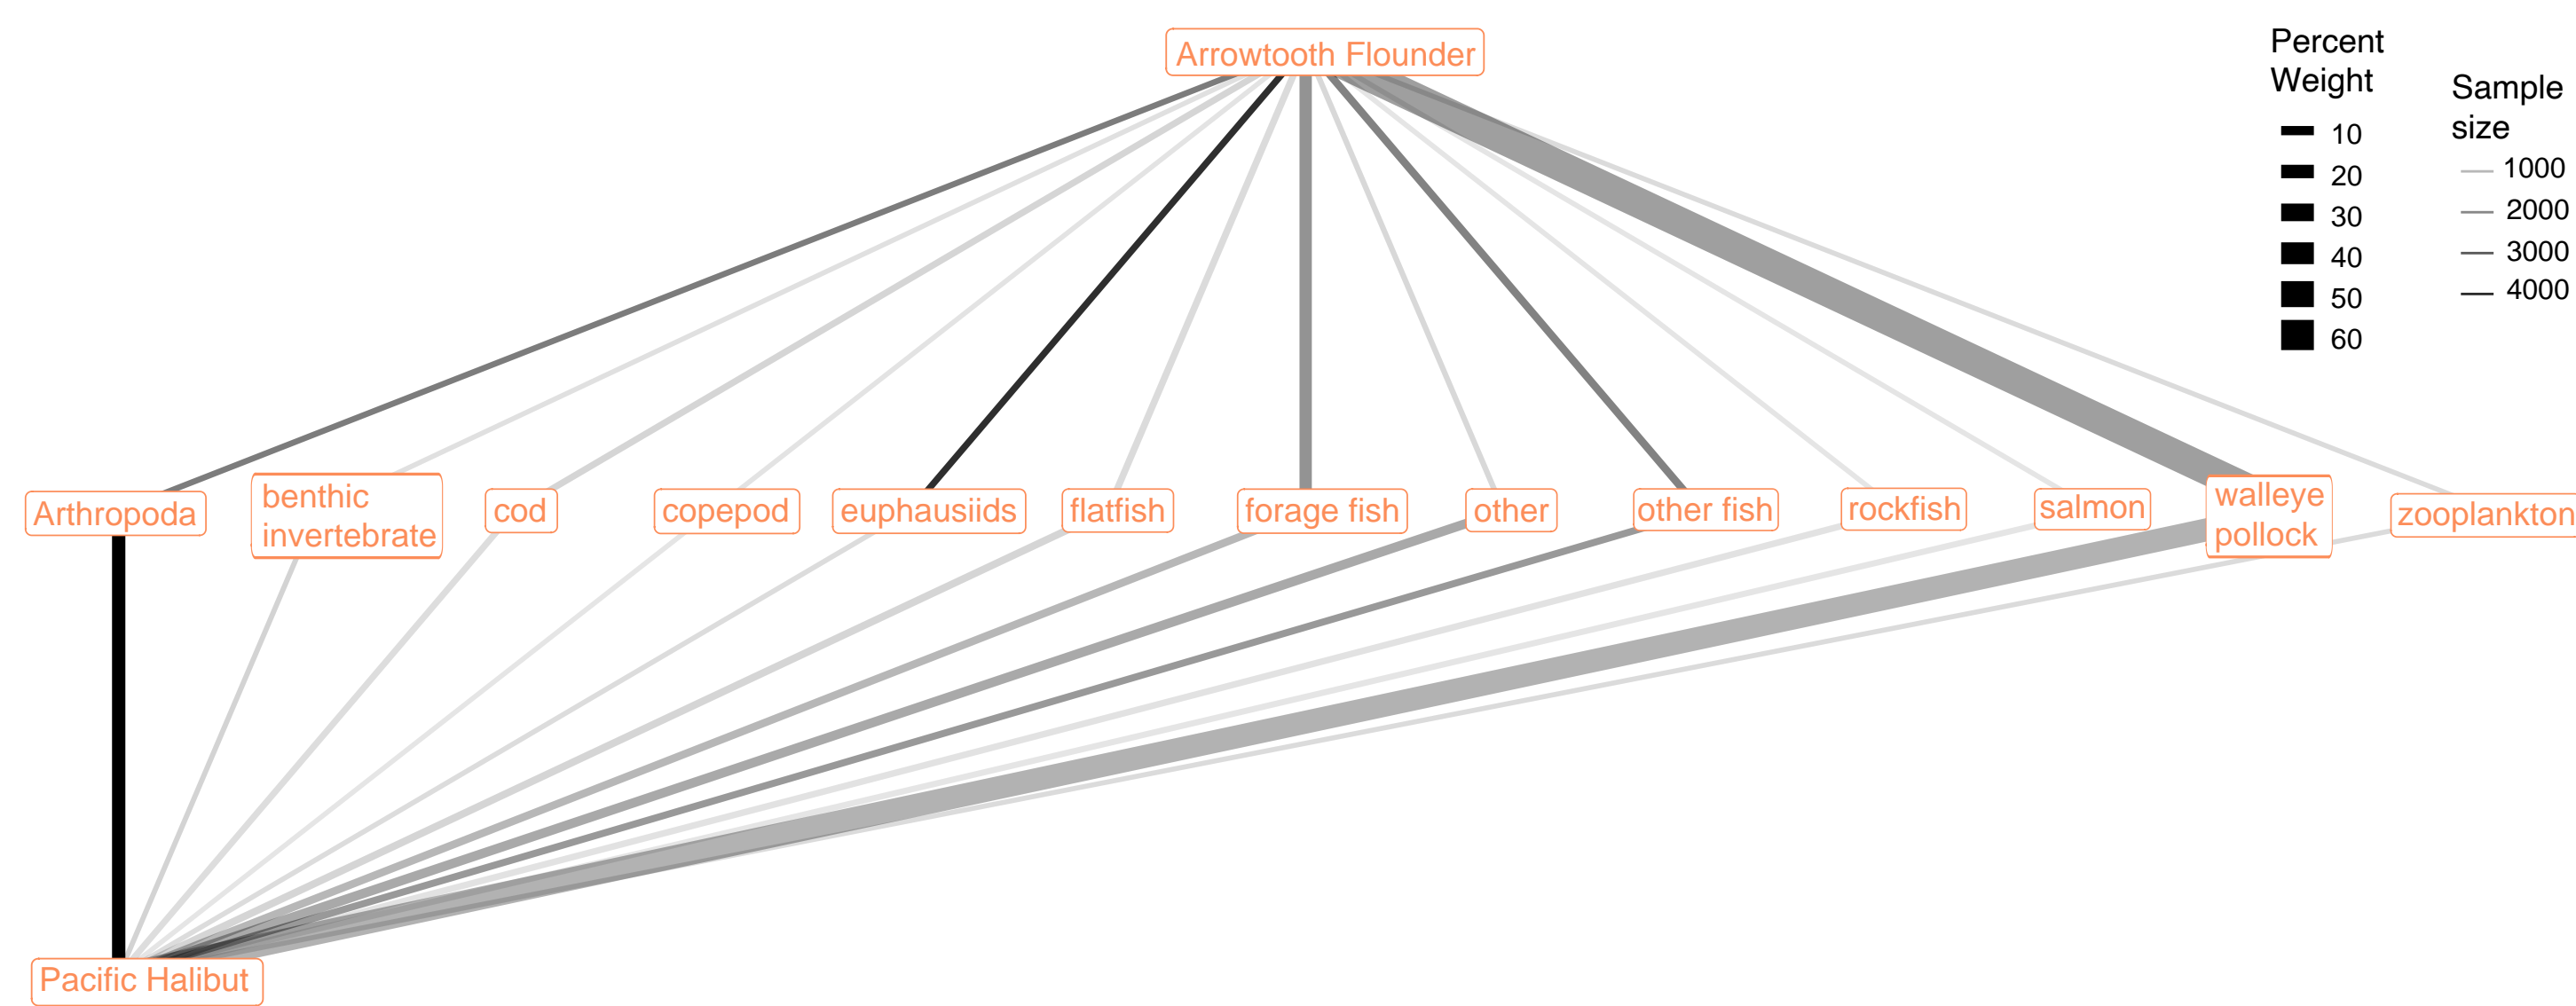 Arrowtooth Flounder
Percent
Weight
10
20
30
40
50
60
Sample
size
1000
2000
3000
4000
Arthropoda
benthic
invertebrate
cod
copepod
euphausiids
flatfish
forage fish
other
other fish
rockfish
salmon
walleye
pollock
zooplankton
Pacific Halibut